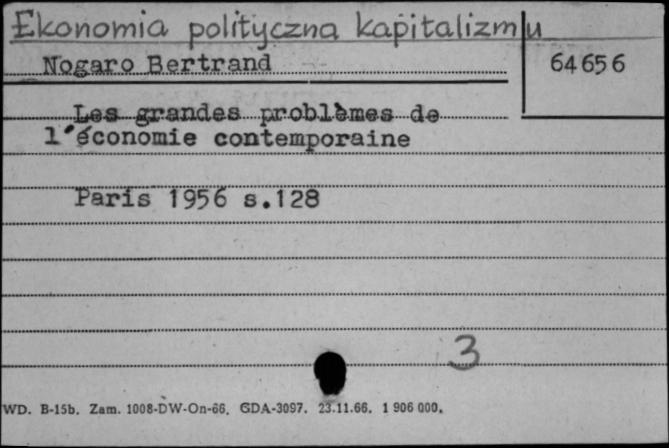 Ekonomia polityczna kapitalizmu
Nogaro Bertrand
64656
Les grandes problèmes de
l'économie contemporaine
Paris 1956 s.128
3
WD. B-15b. Zam. 1008-DW-On-66. GDA-3097. 23.11.66. 1 906 000.